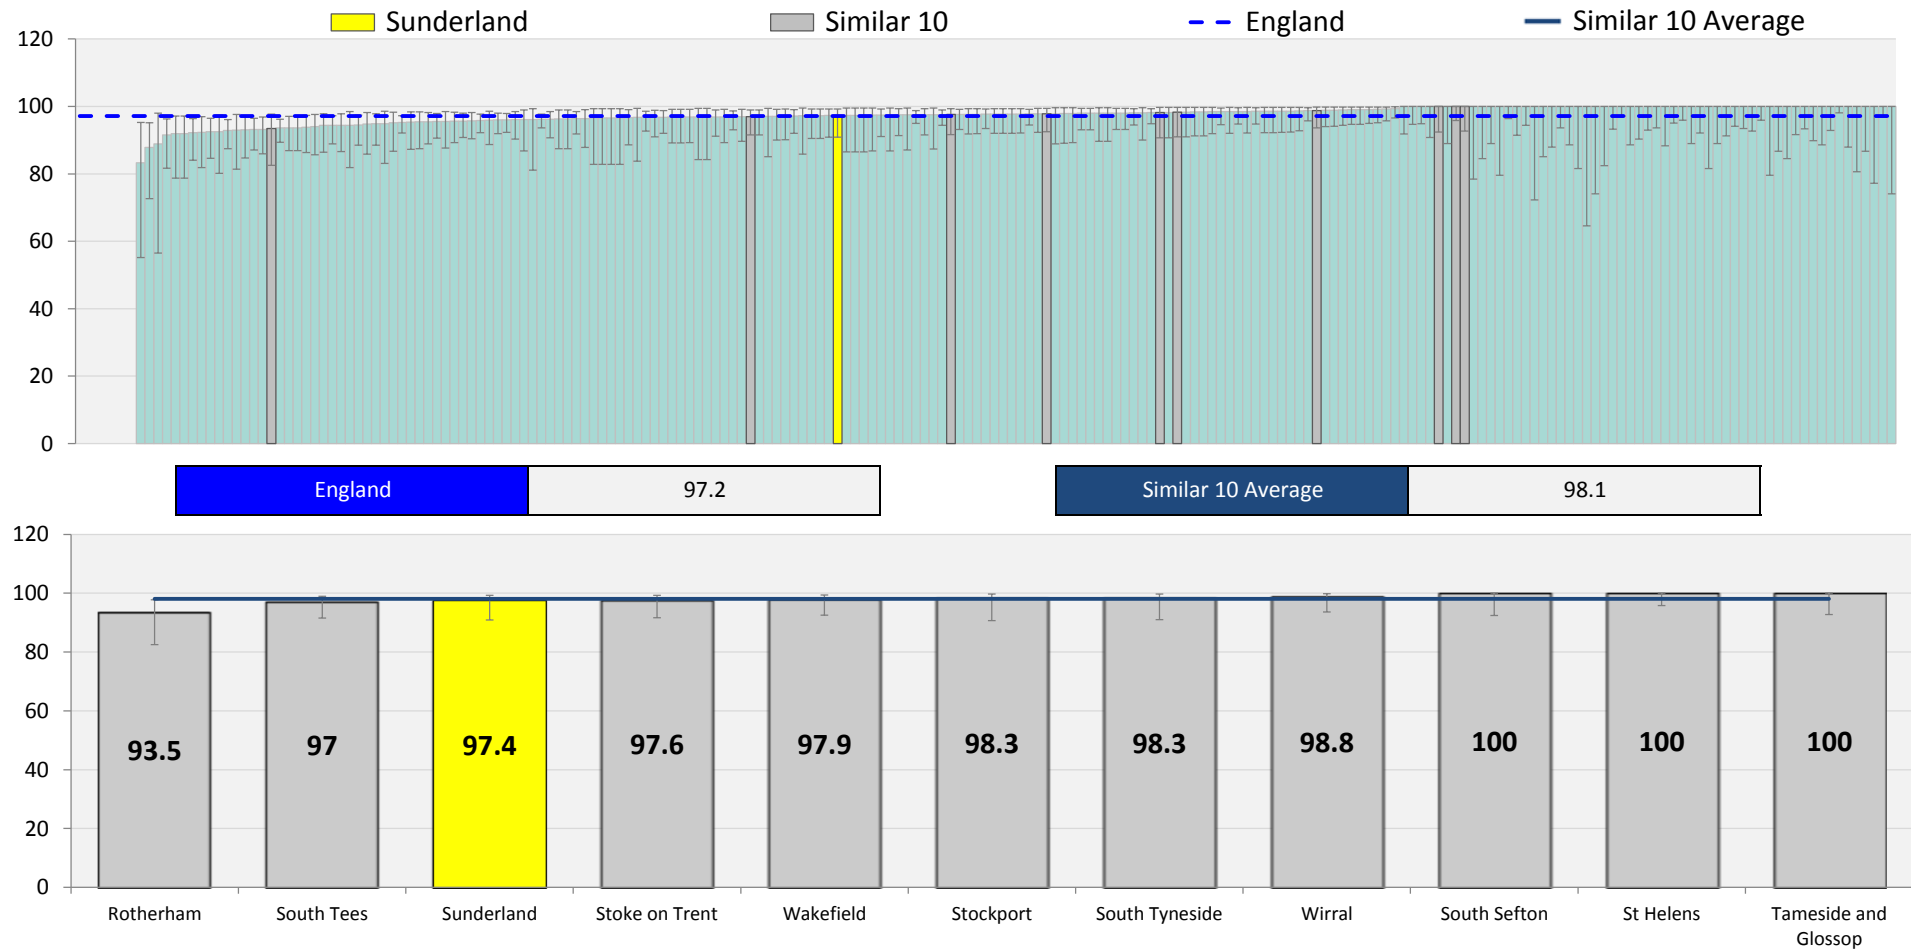 Sunderland Similar 10 England Similar 10 Average
120
100
80
60
40
20
0
England 97.2 Similar 10 Average 98.1
120
100
80
60
40
20
0
93.5 97 97.4 97.6 97.9 98.3 98.3 98.8 100 100 100
Rotherham South Tees Sunderland Stoke on Trent Wakefield Stockport South Tyneside Wirral South Sefton St Helens Tameside and
Glossop